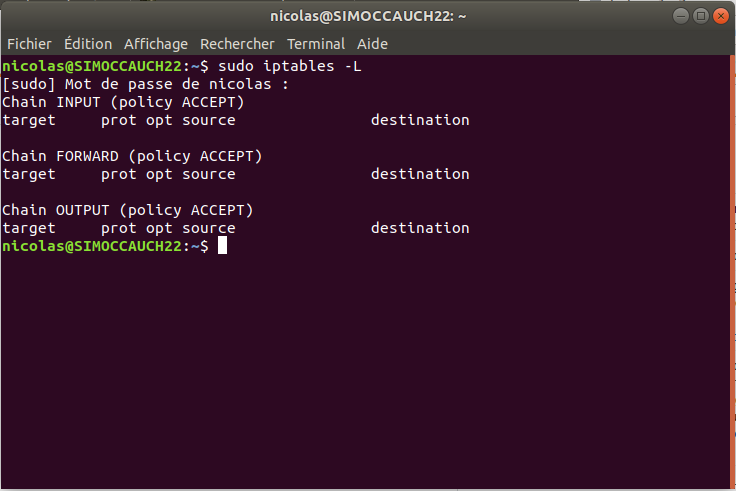 nicolas@SIMOCCAUCH22: ~
Fichier Édition Affichage Rechercher Terminal Aide
nicolas@SIMOCCAUCH22:~$ sudo iptables -L
[sudo] Mot de passe de nicolas :
Chain INPUT (policy ACCEPT)
target     prot opt source               destination
Chain FORWARD (policy ACCEPT)
target     prot opt source               destination
Chain OUTPUT (policy ACCEPT)
target     prot opt source               destination
nicolas@SIMOCCAUCH22:~$